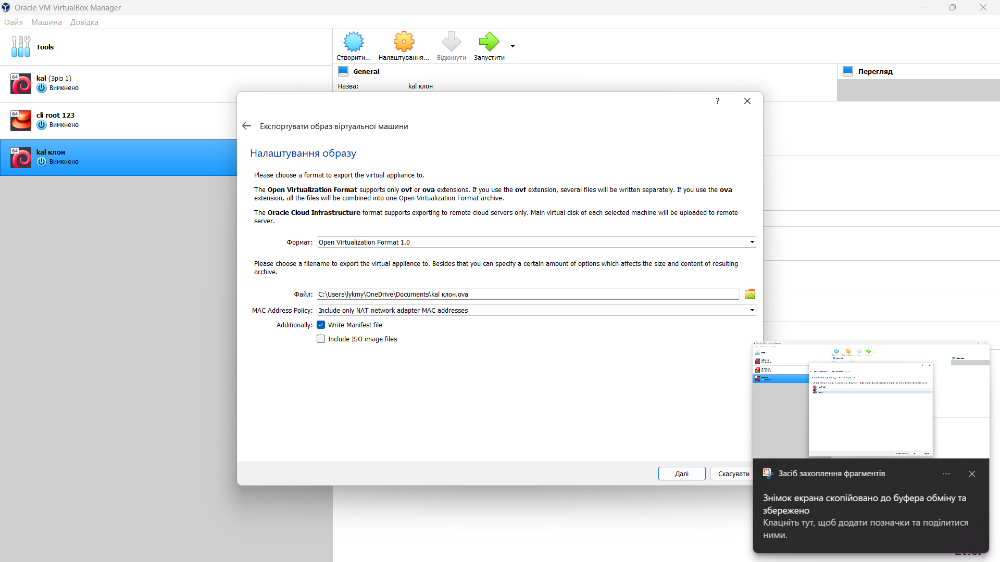 Oracle VM VirtualBox Manager
Файл Машина Довідка
Tools
64
kal (Зріз 1)
Вимкнено
64
cli root 123
Вимкнено
64
kal клон
Вимкнено
Створити...
Налаштування...
Відкинути
Запустити
General
Назва: kal клон
Перегляд
?
Експортувати образ віртуальної машини
Налаштування образу
Please choose a format to export the virtual appliance to.
The Open Virtualization Format supports only ovf or ova extensions. If you use the ovf extension, several files will be written separately. If you use the ova
extension, all the files will be combined into one Open Virtualization Format archive.
The Oracle Cloud Infrastructure format supports exporting to remote cloud servers only. Main virtual disk of each selected machine will be uploaded to remote
server.
Формат: Open Virtualization Format 1.0
Please choose a filename to export the virtual appliance to. Besides that you can specify a certain amount of options which affects the size and content of resulting
archive.
Файл: C:\Users\lykmy\OneDrive\Documents\kal клон.ova
MAC Address Policy: Include only NAT network adapter MAC addresses
Additionally: Write Manifest file
Include ISO image files
Далі
Скасувати
Засіб захоплення фрагментів
Знімок екрана скопійовано до буфера обміну та
збережено
Клацніть тут, щоб додати позначки та поділитися
ними.